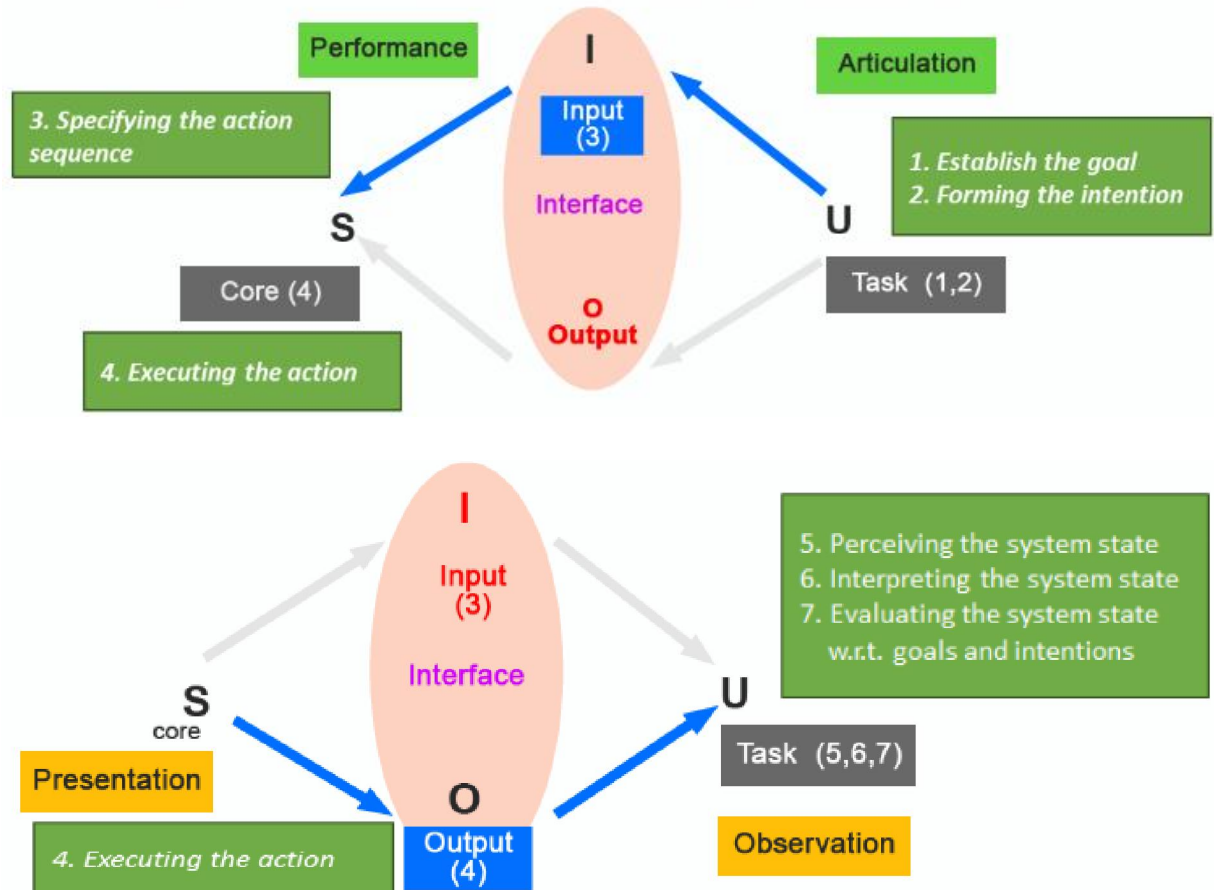 Performance
I
Articulation
Input
(3)
3. Specifying the action
sequence
1. Establish the goal
2. Forming the intention
Interface
S
U
Core (4)
Task (1,2)
O
Output
4. Executing the action
I
Input
(3)
5. Perceiving the system state
6. Interpreting the system state
7. Evaluating the system state
w.r.t. goals and intentions
Interface
S
core
U
Task (5,6,7)
Presentation
O
Output
(4)
Observation
4. Executing the action